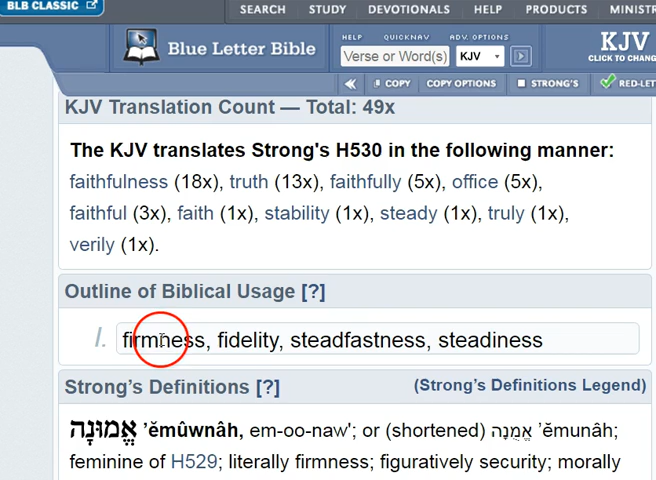 BLB CLASSIC
SEARCH STUDY DEVOTIONALS HELP PRODUCTS MINISTR
HELP QUICKNAV ADV. OPTIONS
Blue Letter Bible Verse or Word(s) KJV KJV
CLICK TO CHANG
COPY COPY OPTIONS STRONG'S RED-LET
KJV Translation Count — Total: 49x
The KJV translates Strong's H530 in the following manner:
faithfulness (18x), truth (13x), faithfully (5x), office (5x),
faithful (3x), faith (1x), stability (1x), steady (1x), truly (1x),
verily (1x).
Outline of Biblical Usage [?]
I. firmness, fidelity, steadfastness, steadiness
Strong's Definitions [?] (Strong's Definitions Legend)
אֱמוּנָה ʼĕmûwnâh, em-oo-naw'; or (shortened) אֱמֻנָה ʼĕmunâh;
feminine of H529; literally firmness; figuratively security; morally